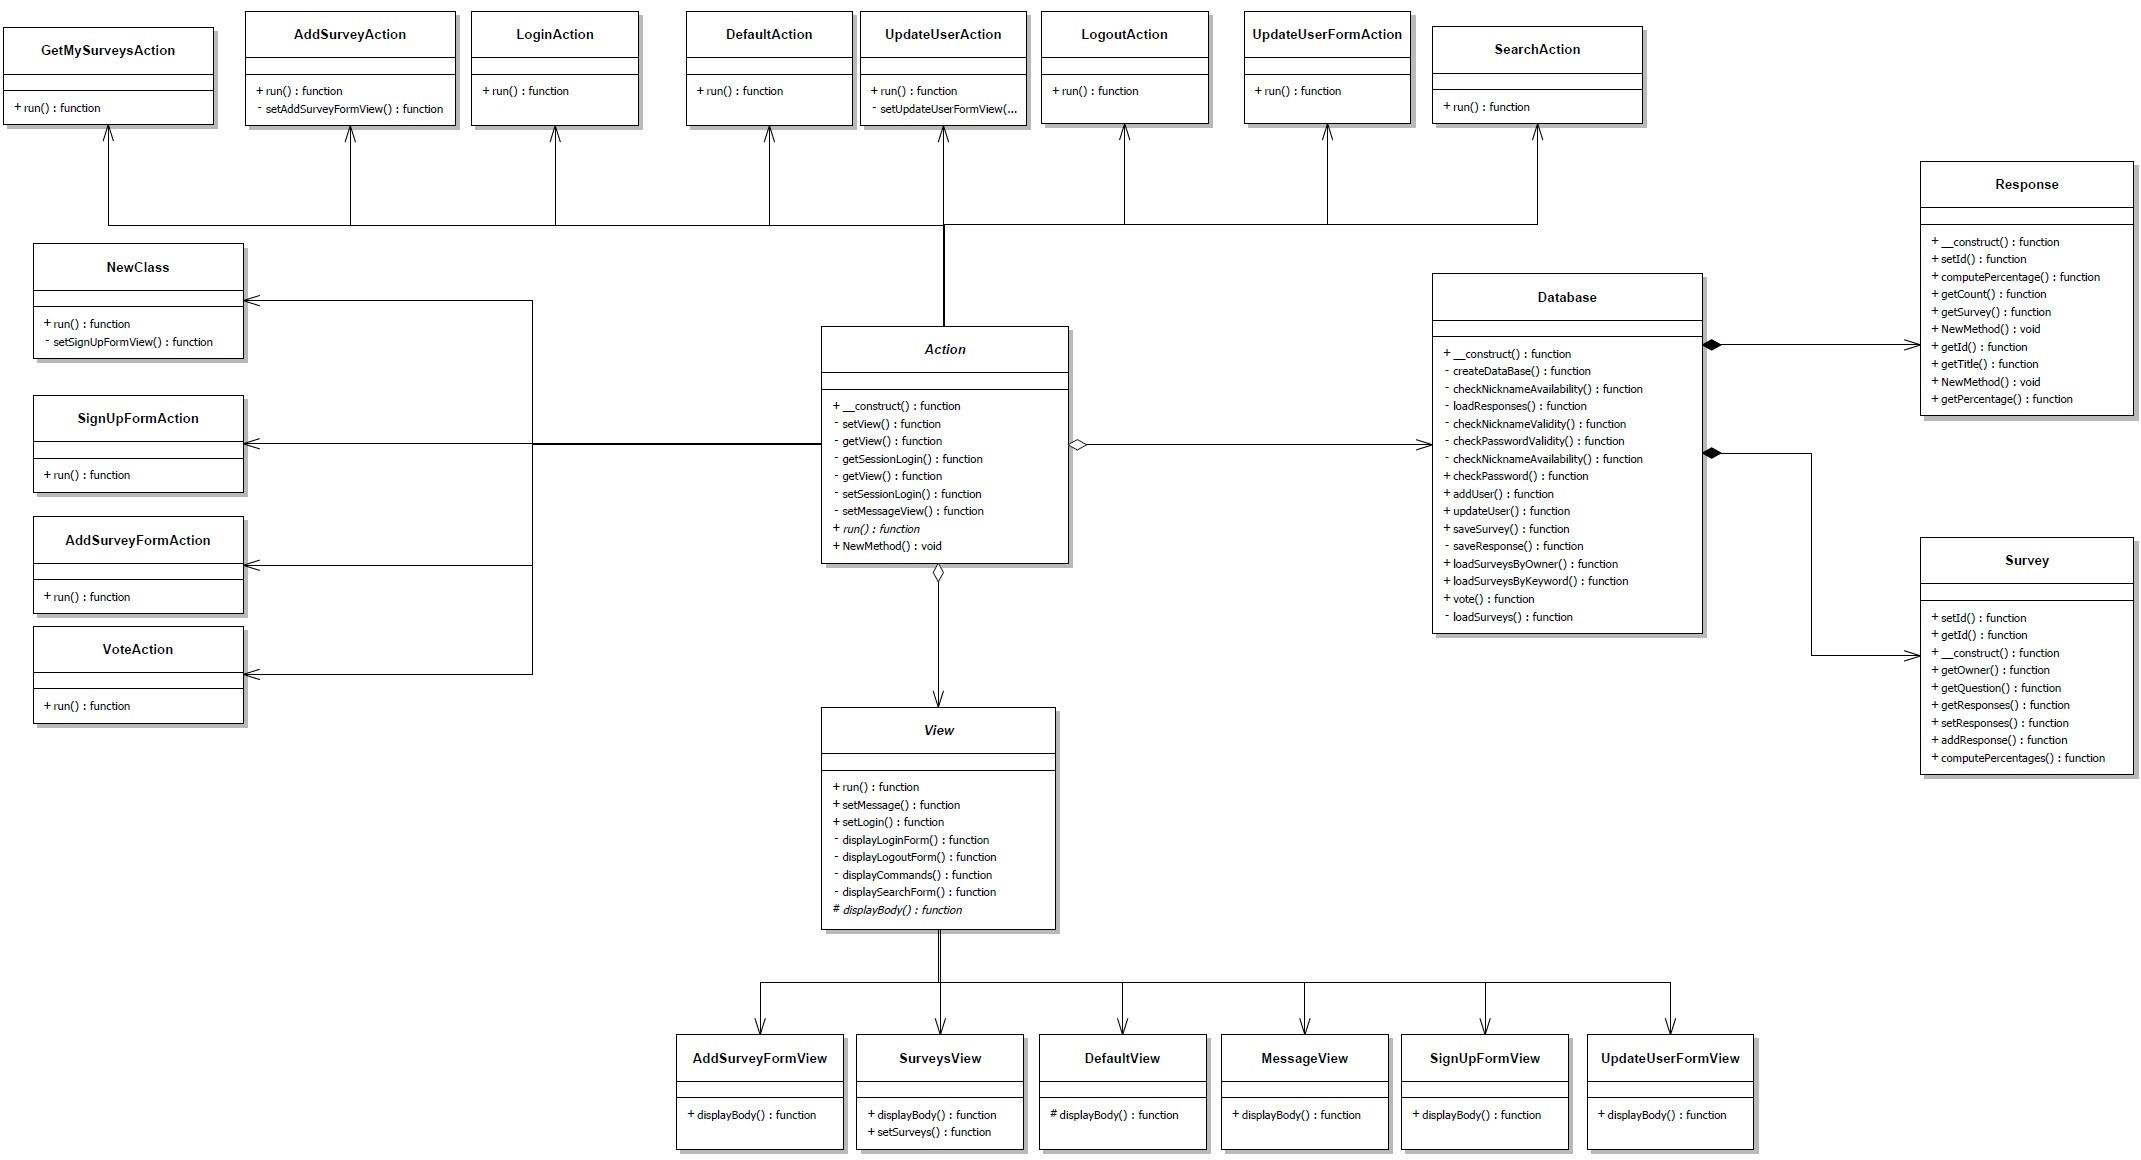 GetMySurveysAction
+ run() : function
AddSurveyAction
+ run() : function
- setAddSurveyFormView() : function
LoginAction
+ run() : function
DefaultAction
+ run() : function
UpdateUserAction
+ run() : function
- setUpdateUserFormView(...
LogoutAction
+ run() : function
UpdateUserFormAction
+ run() : function
SearchAction
+ run() : function
Response
+ __construct() : function
+ setId() : function
+ computePercentage() : function
+ getCount() : function
+ getSurvey() : function
+ NewMethod() : void
+ getId() : function
+ getTitle() : function
+ NewMethod() : void
+ getPercentage() : function
NewClass
+ run() : function
- setSignUpFormView() : function
SignUpFormAction
+ run() : function
AddSurveyFormAction
+ run() : function
VoteAction
+ run() : function
Action
+ __construct() : function
- setView() : function
- getView() : function
- getSessionLogin() : function
- getView() : function
- setSessionLogin() : function
- setMessageView() : function
+ run() : function
+ NewMethod() : void
Database
+ __construct() : function
- createDataBase() : function
- checkNicknameAvailability() : function
- loadResponses() : function
- checkNicknameValidity() : function
- checkPasswordValidity() : function
- checkNicknameAvailability() : function
+ checkPassword() : function
+ addUser() : function
+ updateUser() : function
+ saveSurvey() : function
- saveResponse() : function
+ loadSurveysByOwner() : function
+ loadSurveysByKeyword() : function
+ vote() : function
- loadSurveys() : function
Survey
+ setId() : function
+ getId() : function
+ __construct() : function
+ getOwner() : function
+ getQuestion() : function
+ getResponses() : function
+ setResponses() : function
+ addResponse() : function
+ computePercentages() : function
View
+ run() : function
+ setMessage() : function
+ setLogin() : function
- displayLoginForm() : function
- displayLogoutForm() : function
- displayCommands() : function
- displaySearchForm() : function
# displayBody() : function
AddSurveyFormView
+ displayBody() : function
SurveysView
+ displayBody() : function
+ setSurveys() : function
DefaultView
# displayBody() : function
MessageView
+ displayBody() : function
SignUpFormView
+ displayBody() : function
UpdateUserFormView
+ displayBody() : function